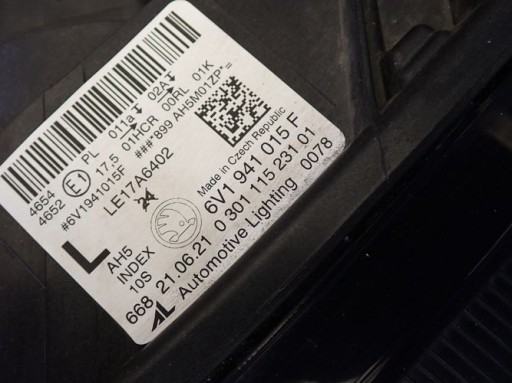 4654
4652
E1
PL 011a 02A
17.5 01HCR 00RL 01K
#6V1941015F ###*899 AH5M01ZP*=
LE17A6402
Made in Czech Republic
L
AH5
INDEX
10S
6V1 941 015 F
668 21.06.21 0 301 115 231 01
AL Automotive Lighting 0078